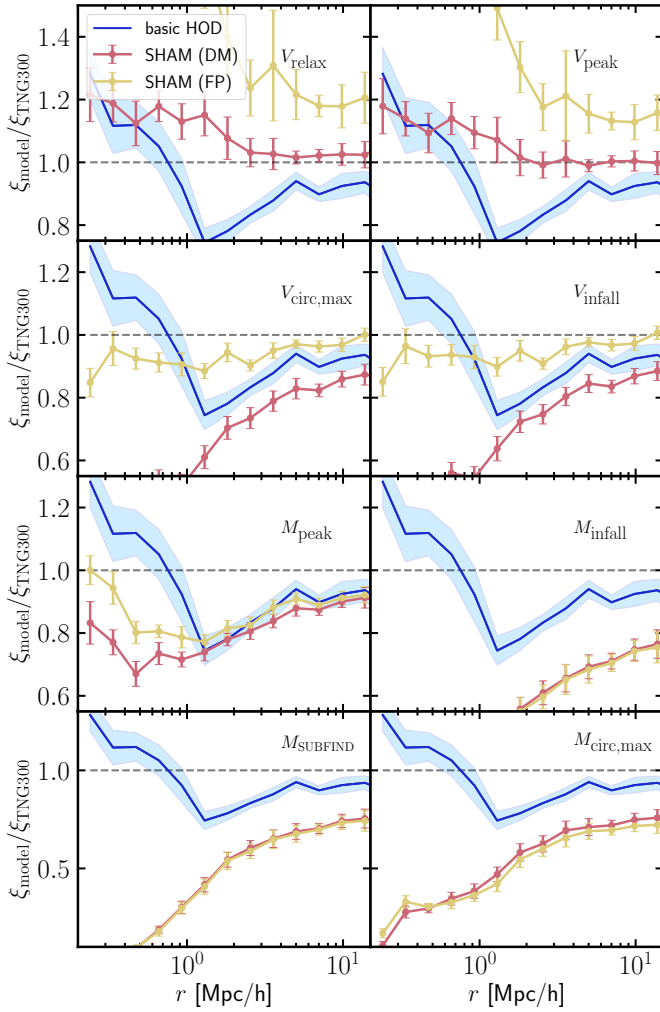 basic HOD
SHAM (DM)
SHAM (FP)
V_relax
V_peak
ξ_model/ξ_TNG300
1.4
1.2
1.0
0.8
V_circ,max
V_infall
ξ_model/ξ_TNG300
1.2
1.0
0.8
0.6
M_peak
M_infall
ξ_model/ξ_TNG300
1.2
1.0
0.8
0.6
M_SUBFIND
M_circ,max
ξ_model/ξ_TNG300
1.0
0.5
10^0
10^1
10^0
10^1
r [Mpc/h]
r [Mpc/h]